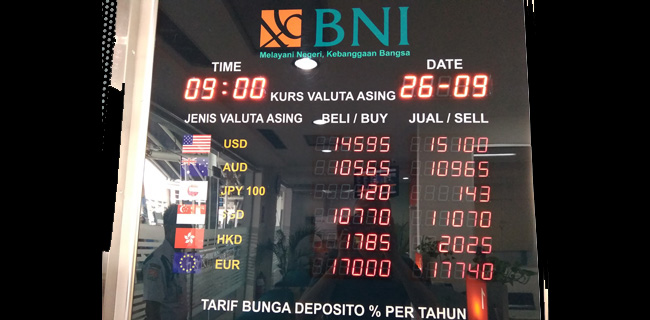 BNI
Melayani Negeri, Kebanggaan Bangsa
TIME DATE
09:00 KURS VALUTA ASING 26-09
JENIS VALUTA ASING BELI / BUY JUAL / SELL
USD 14595 15100
AUD 10565 10965
JPY 100 120 143
SGD 10770 11070
HKD 1785 2025
EUR 17000 17740
TARIF BUNGA DEPOSITO % PER TAHUN